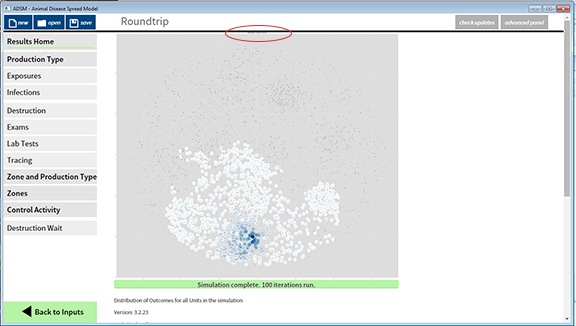 ADSM - Animal Disease Spread Model
new open save Roundtrip check updates advanced panel
Results Home
Production Type
Exposures
Infections
Destruction
Exams
Lab Tests
Tracing
Zone and Production Type
Zones
Control Activity
Destruction Wait
Simulation complete. 100 iterations run.
Distribution of Outcomes for all Units in the simulation
Version: 3.2.23
Back to Inputs